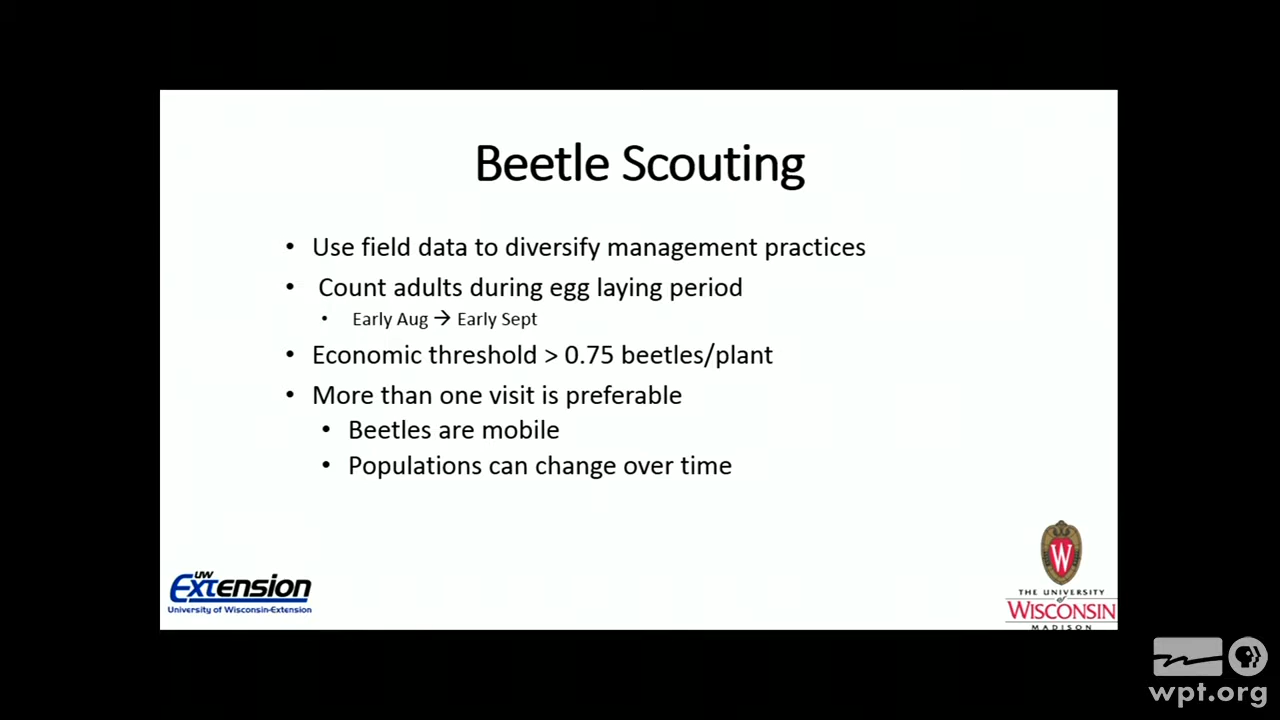 Beetle Scouting
• Use field data to diversify management practices
• Count adults during egg laying period
• Early Aug → Early Sept
• Economic threshold > 0.75 beetles/plant
• More than one visit is preferable
• Beetles are mobile
• Populations can change over time
UW
Extension
University of Wisconsin-Extension
W
THE UNIVERSITY
of
WISCONSIN
MADISON
wpt.org